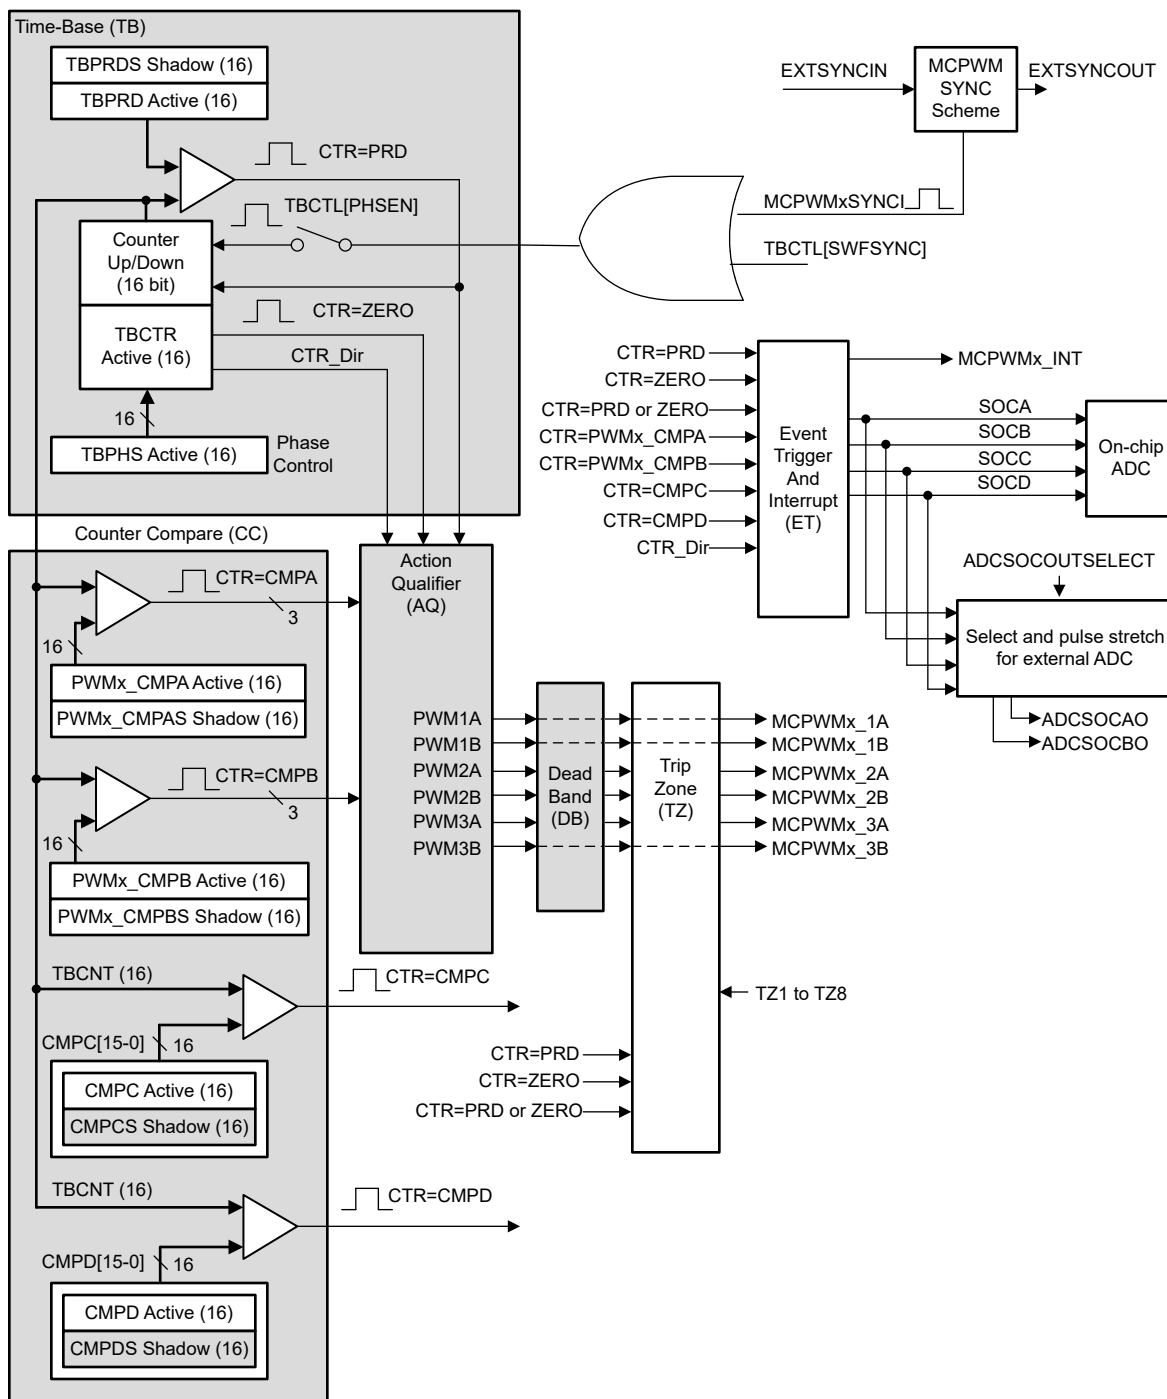 Time-Base (TB)
TBPRDS Shadow (16)
TBPRD Active (16)
CTR=PRD
TBCTL[PHSEN]
Counter
Up/Down
(16 bit)
CTR=ZERO
TBCTR
Active (16)
CTR_Dir
16
TBPHS Active (16)
Phase
Control
EXTSYNCIN
MCPWM
SYNC
Scheme
EXTSYNCOUT
MCPWMxSYNCI
TBCTL[SWFSYNC]
CTR=PRD
CTR=ZERO
CTR=PRD or ZERO
CTR=PWMx_CMPA
CTR=PWMx_CMPB
CTR=CMPC
CTR=CMPD
CTR_Dir
Event
Trigger
And
Interrupt
(ET)
MCPWMx_INT
SOCA
SOCB
SOCC
SOCD
On-chip
ADC
ADCSOCOUTSELECT
Select and pulse stretch
for external ADC
ADCSOCAO
ADCSOCBO
Counter Compare (CC)
CTR=CMPA
3
16
PWMx_CMPA Active (16)
PWMx_CMPAS Shadow (16)
CTR=CMPB
3
16
PWMx_CMPB Active (16)
PWMx_CMPBS Shadow (16)
Action
Qualifier
(AQ)
PWM1A
PWM1B
PWM2A
PWM2B
PWM3A
PWM3B
Dead
Band
(DB)
Trip
Zone
(TZ)
MCPWMx_1A
MCPWMx_1B
MCPWMx_2A
MCPWMx_2B
MCPWMx_3A
MCPWMx_3B
TBCNT (16)
CTR=CMPC
CMPC[15-0]
16
CMPC Active (16)
CMPCS Shadow (16)
TZ1 to TZ8
CTR=PRD
CTR=ZERO
CTR=PRD or ZERO
TBCNT (16)
CTR=CMPD
CMPD[15-0]
16
CMPD Active (16)
CMPDS Shadow (16)